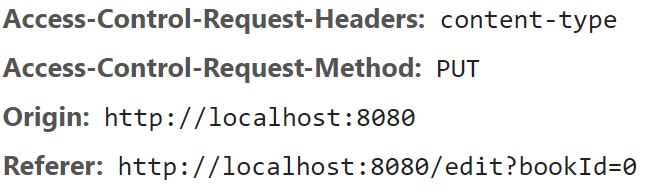 Access-Control-Request-Headers: content-type
Access-Control-Request-Method: PUT
Origin: http://localhost:8080
Referer: http://localhost:8080/edit?bookId=0